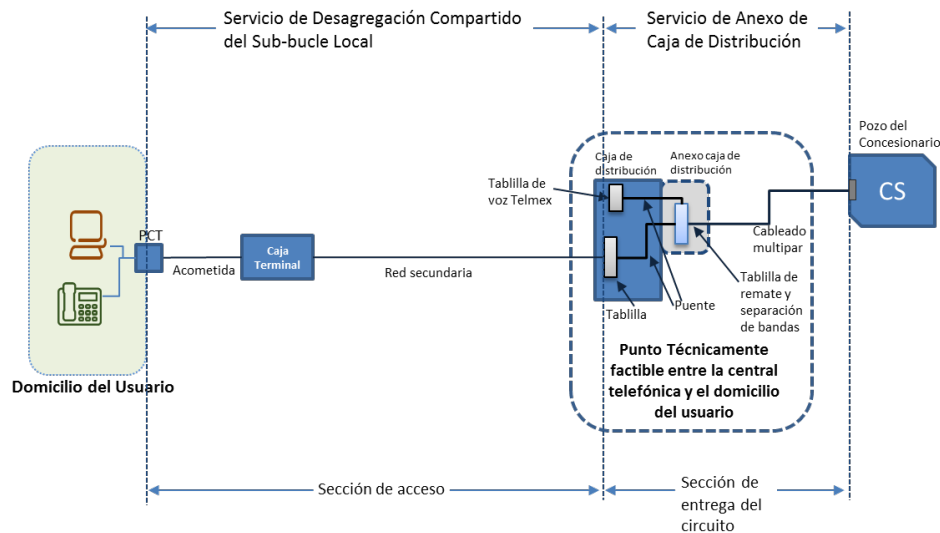 Servicio de Desagregación Compartido
del Sub-bucle Local
Servicio de Anexo de
Caja de Distribución
Pozo del
Concesionario
CS
Caja de
distribución
Anexo caja de
distribución
Tablilla de
voz Telmex
PCT
Acometida
Caja
Terminal
Red secundaria
Cableado
multipar
Tablilla de
remate y
separación
de bandas
Puente
Tablilla
Punto Técnicamente
factible entre la central
telefónica y el domicilio
del usuario
Domicilio del Usuario
Sección de acceso
Sección de
entrega del
circuito